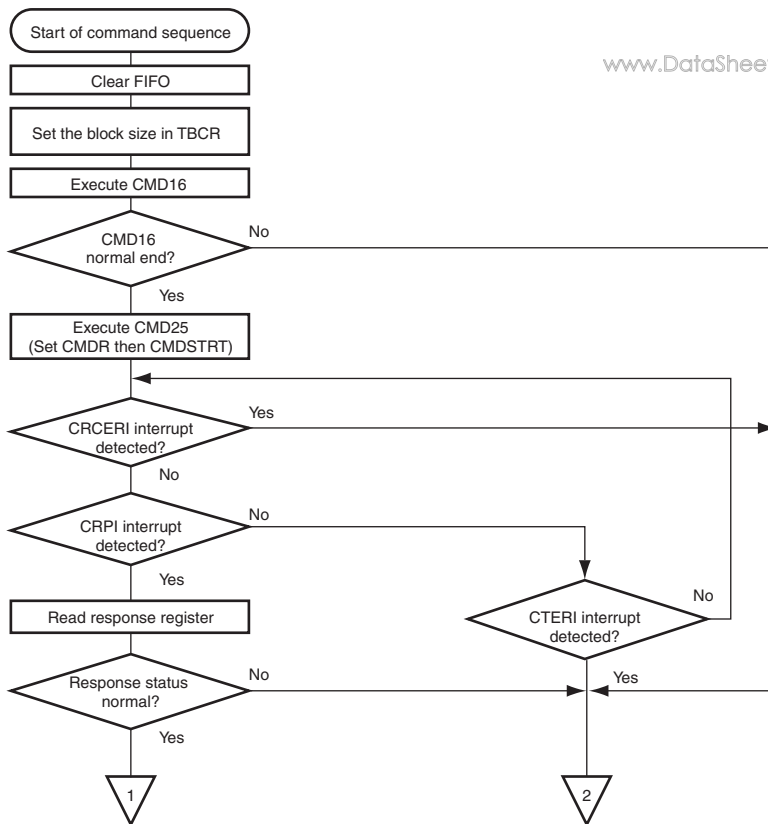 Start of command sequence
www.DataSheet
Clear FIFO
Set the block size in TBCR
Execute CMD16
CMD16
normal end?
No
Yes
Execute CMD25
(Set CMDR then CMDSTRT)
CRCERI interrupt
detected?
Yes
No
CRPI interrupt
detected?
No
Yes
Read response register
CTERI interrupt
detected?
No
Yes
Response status
normal?
No
Yes
1
2